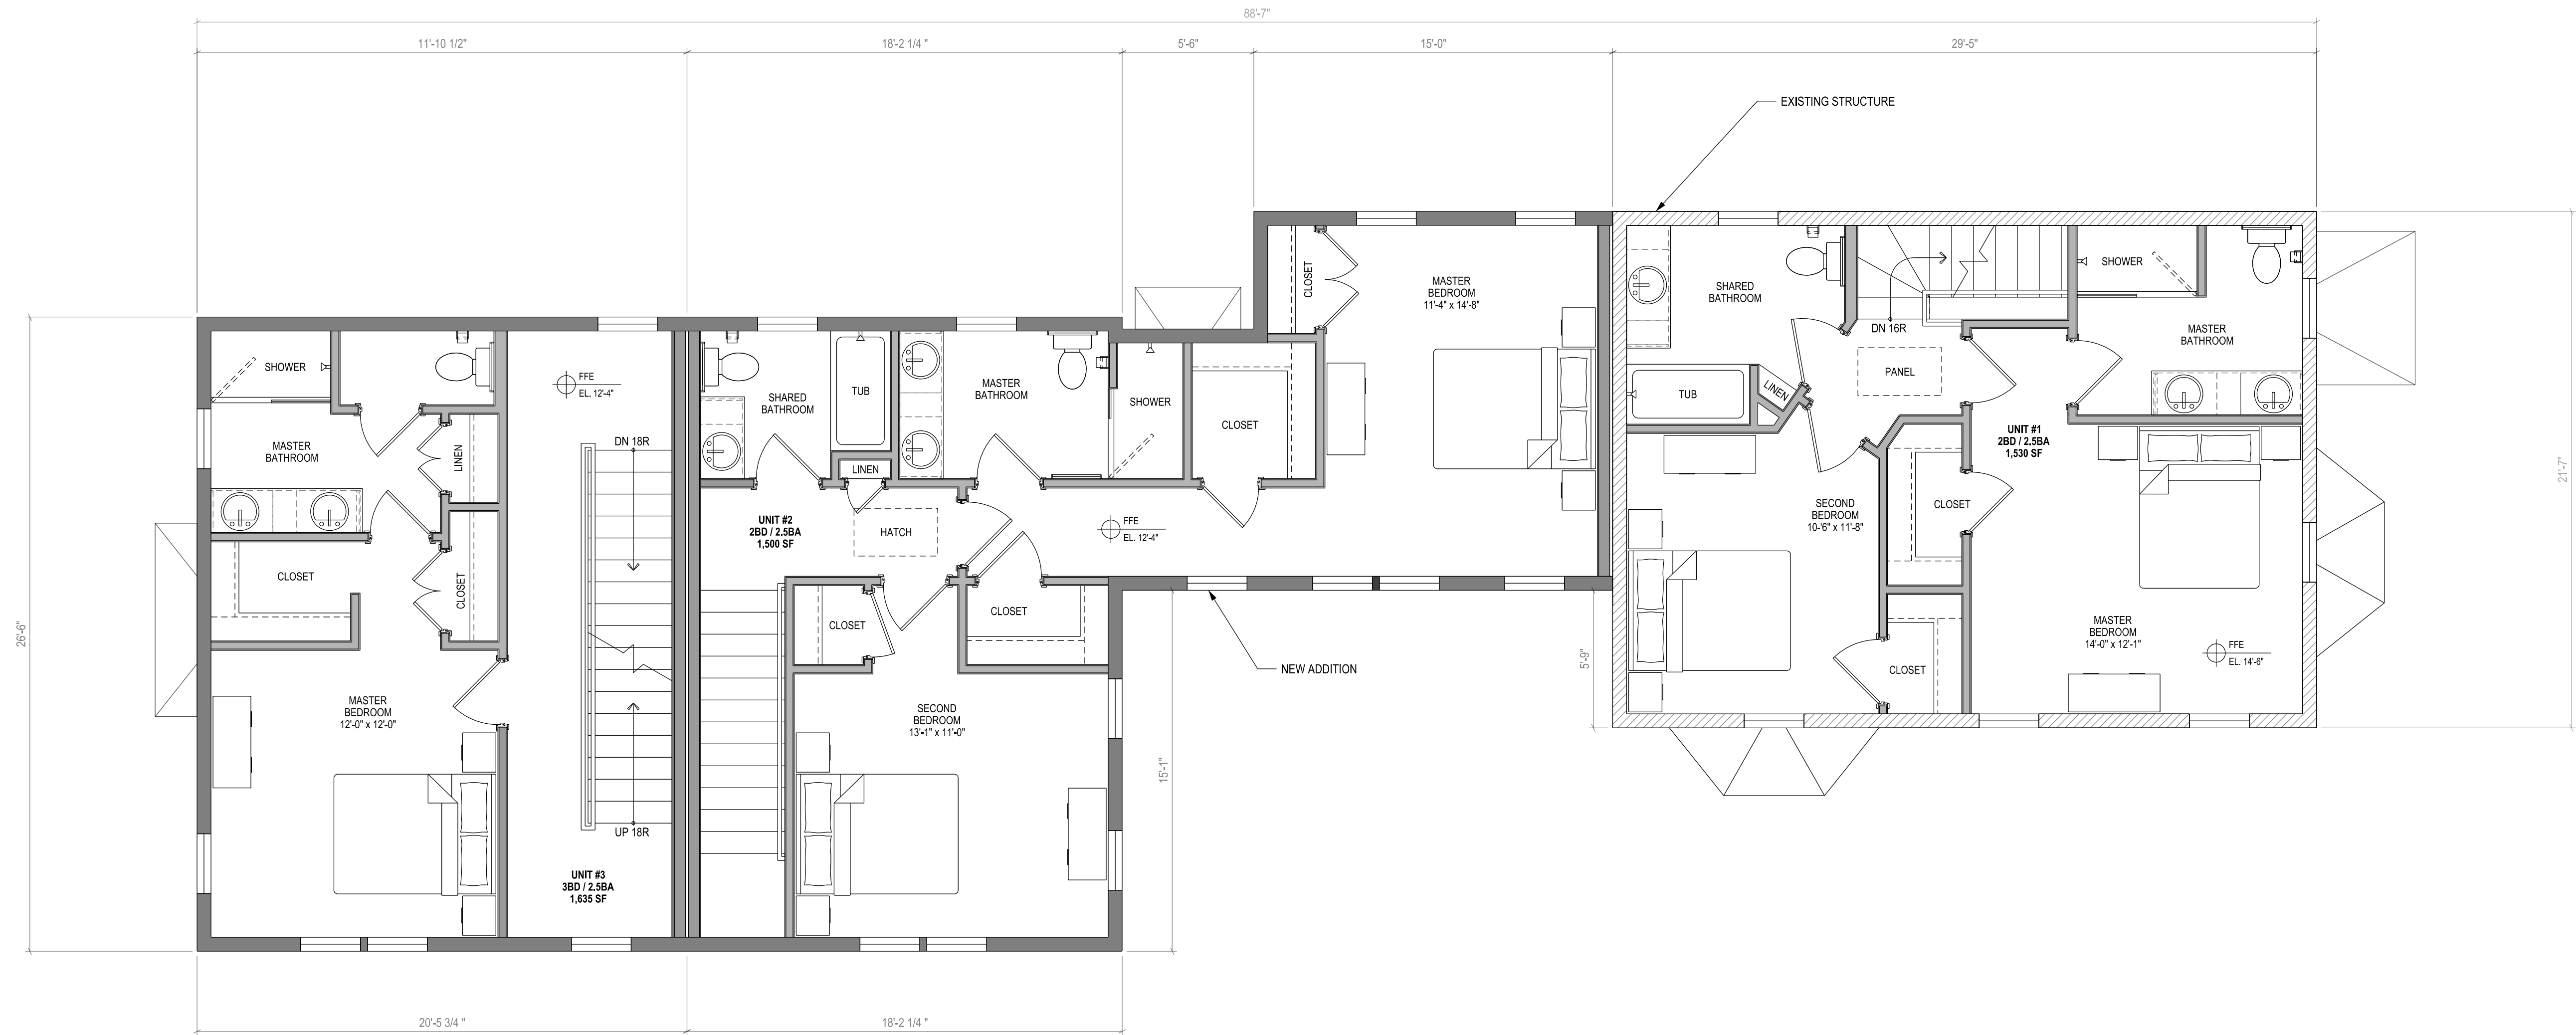 88'-7"
11'-10 1/2"
18'-2 1/4 "
5'-6"
15'-0"
29'-5"
EXISTING STRUCTURE
SHOWER
FFE
EL. 12'-4"
MASTER
BATHROOM
LINEN
DN 18R
CLOSET
CLOSET
MASTER
BEDROOM
12'-0" x 12'-0"
UP 18R
UNIT #3
3BD / 2.5BA
1,635 SF
26'-6"
SHARED
BATHROOM
TUB
LINEN
MASTER
BATHROOM
SHOWER
CLOSET
CLOSET
MASTER
BEDROOM
11'-4" x 14'-8"
UNIT #2
2BD / 2.5BA
1,500 SF
HATCH
FFE
EL. 12'-4"
CLOSET
CLOSET
SECOND
BEDROOM
13'-1" x 11'-0"
NEW ADDITION
15'-1"
5'-9"
SHARED
BATHROOM
TUB
LINEN
DN 16R
PANEL
SHOWER
MASTER
BATHROOM
UNIT #1
2BD / 2.5BA
1,530 SF
SECOND
BEDROOM
10-'6" x 11'-8"
CLOSET
CLOSET
MASTER
BEDROOM
14'-0" x 12'-1"
FFE
EL. 14'-6"
21'-7"
20'-5 3/4 "
18'-2 1/4 "